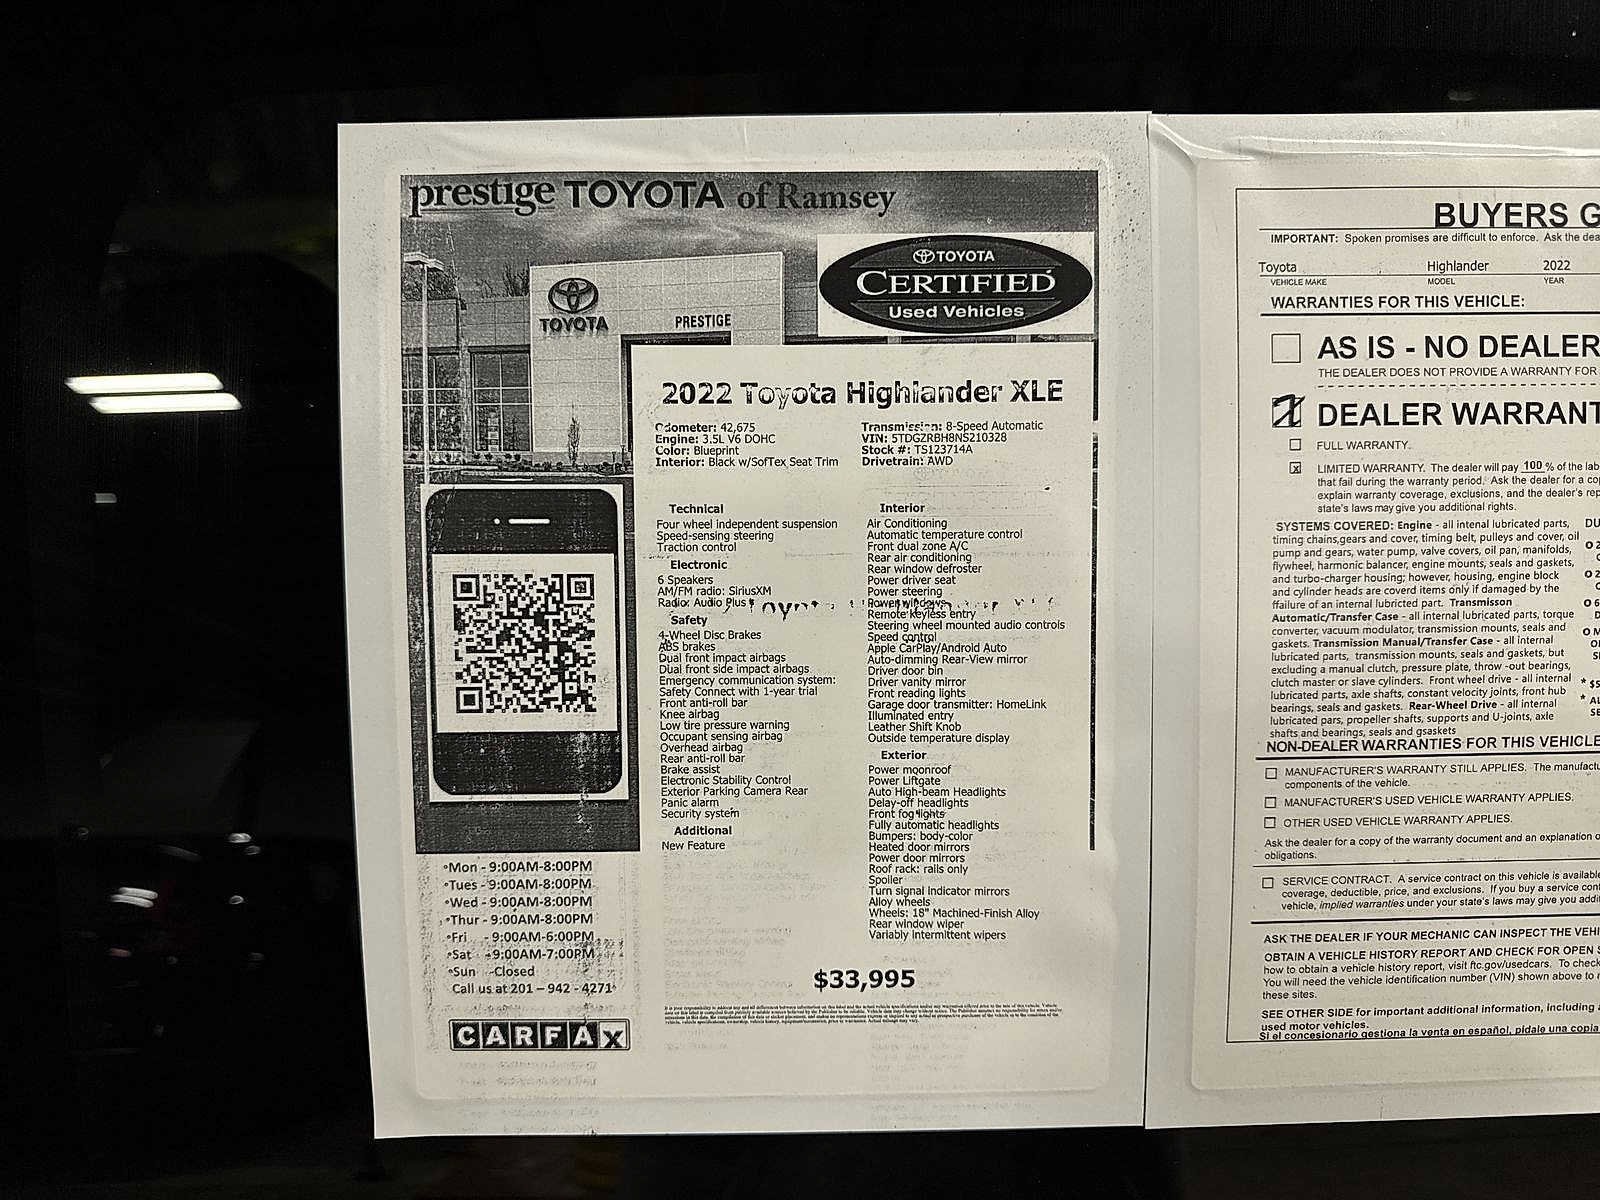 prestige TOYOTA of Ramsey
TOYOTA
CERTIFIED
Used Vehicles
TOYOTA
PRESTIGE
2022 Toyota Highlander XLE
Odometer: 42,675
Engine: 3.5L V6 DOHC
Color: Blueprint
Interior: Black w/SofTex Seat Trim
Transmission: 8-Speed Automatic
VIN: 5TDGZRBH8NS210328
Stock #: TS123714A
Drivetrain: AWD
Technical
Four wheel independent suspension
Speed-sensing steering
Traction control
Electronic
6 Speakers
AM/FM radio: SiriusXM
Radio: Audio Plus
Safety
4-Wheel Disc Brakes
ABS brakes
Dual front impact airbags
Dual front side impact airbags
Emergency communication system:
Safety Connect with 1-year trial
Front anti-roll bar
Knee airbag
Low tire pressure warning
Occupant sensing airbag
Overhead airbag
Rear anti-roll bar
Brake assist
Electronic Stability Control
Exterior Parking Camera Rear
Panic alarm
Security system
Additional
New Feature
Interior
Air Conditioning
Automatic temperature control
Front dual zone A/C
Rear air conditioning
Rear window defroster
Power driver seat
Power steering
Power windows
Remote keyless entry
Steering wheel mounted audio controls
Speed control
Apple CarPlay/Android Auto
Auto-dimming Rear-View mirror
Driver door bin
Driver vanity mirror
Front reading lights
Garage door transmitter: HomeLink
Illuminated entry
Leather Shift Knob
Outside temperature display
Exterior
Power moonroof
Power Liftgate
Auto High-beam Headlights
Delay-off headlights
Front fog lights
Fully automatic headlights
Bumpers: body-color
Heated door mirrors
Power door mirrors
Roof rack: rails only
Spoiler
Turn signal indicator mirrors
Alloy wheels
Wheels: 18" Machined-Finish Alloy
Rear window wiper
Variably intermittent wipers
$33,995
•Mon - 9:00AM-8:00PM
•Tues - 9:00AM-8:00PM
•Wed - 9:00AM-8:00PM
•Thur - 9:00AM-8:00PM
•Fri - 9:00AM-6:00PM
•Sat - 9:00AM-7:00PM
•Sun -Closed
Call us at 201 – 942 - 4271
CARFAX
BUYERS G
IMPORTANT: Spoken promises are difficult to enforce. Ask the dea
Toyota Highlander 2022
VEHICLE MAKE MODEL YEAR
WARRANTIES FOR THIS VEHICLE:
AS IS - NO DEALER
THE DEALER DOES NOT PROVIDE A WARRANTY FOR
DEALER WARRANT
FULL WARRANTY.
LIMITED WARRANTY. The dealer will pay 100 % of the lab
that fail during the warranty period. Ask the dealer for a cop
explain warranty coverage, exclusions, and the dealer's rep
state's laws may give you additional rights.
SYSTEMS COVERED: Engine - all intenal lubricated parts, DU
timing chains,gears and cover, timing belt, pulleys and cover, oil
pump and gears, water pump, valve covers, oil pan, manifolds,
flywheel, harmonic balancer, engine mounts, seals and gaskets,
and turbo-charger housing; however, housing, engine block
and cylinder heads are coverd items only if damaged by the
ffailure of an internal lubricted part. Transmisson
Automatic/Transfer Case - all internal lubricated parts, torque
converter, vacuum modulator, transmission mounts, seals and
gaskets. Transmission Manual/Transfer Case - all internal
lubricated parts, transmission mounts, seals and gaskets, but
excluding a manual clutch, pressure plate, throw -out bearings,
clutch master or slave cylinders. Front wheel drive - all internal
lubricated parts, axle shafts, constant velocity joints, front hub
bearings, seals and gaskets. Rear-Wheel Drive - all internal
lubricated pars, propeller shafts, supports and U-joints, axle
shafts and bearings, seals and gsaskets
NON-DEALER WARRANTIES FOR THIS VEHICLE
MANUFACTURER'S WARRANTY STILL APPLIES. The manufactu
components of the vehicle.
MANUFACTURER'S USED VEHICLE WARRANTY APPLIES.
OTHER USED VEHICLE WARRANTY APPLIES.
Ask the dealer for a copy of the warranty document and an explanation o
obligations.
SERVICE CONTRACT. A service contract on this vehicle is available
coverage, deductible, price, and exclusions. If you buy a service cont
vehicle, implied warranties under your state's laws may give you addit
ASK THE DEALER IF YOUR MECHANIC CAN INSPECT THE VEHI
OBTAIN A VEHICLE HISTORY REPORT AND CHECK FOR OPEN S
how to obtain a vehicle history report, visit ftc.gov/usedcars. To check
You will need the vehicle identification number (VIN) shown above to m
these sites.
SEE OTHER SIDE for important additional information, including a
used motor vehicles.
Si el concesionario gestiona la venta en español, pídale una copia